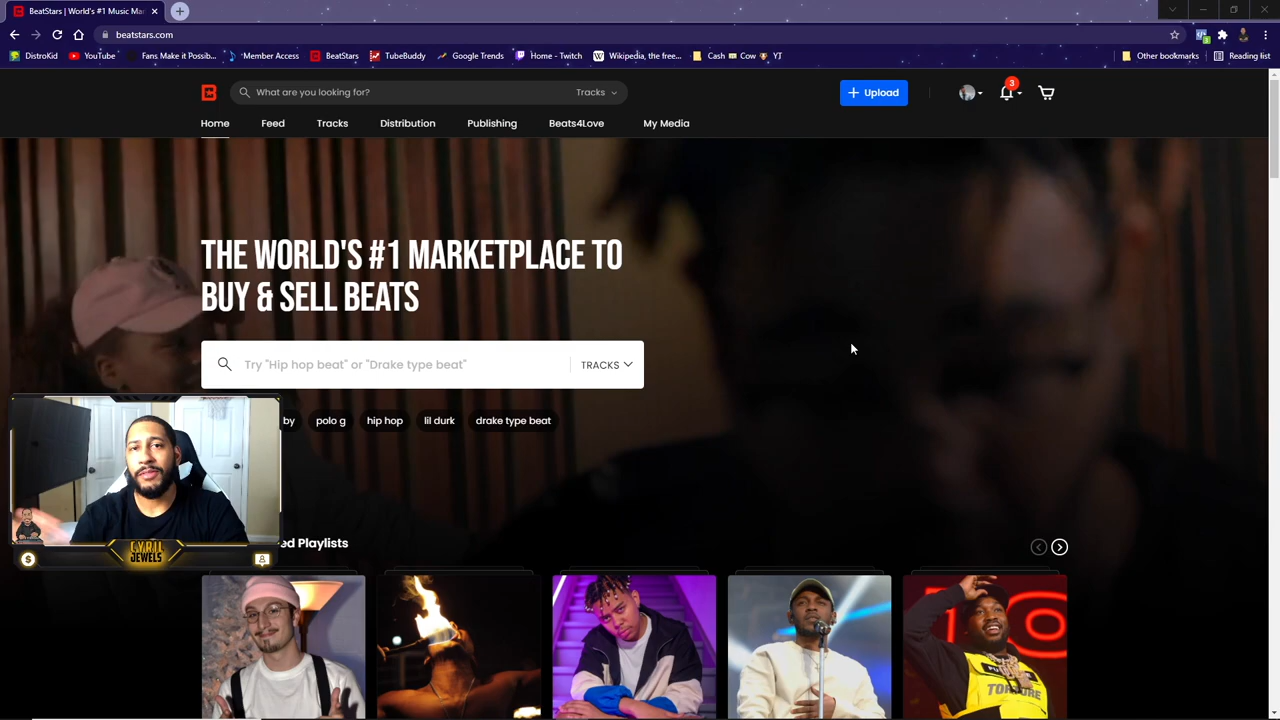 BeatStars | World's #1 Music Mar
beatstars.com
DistroKid
YouTube
Fans Make it Possib...
Member Access
BeatStars
TubeBuddy
Google Trends
Home - Twitch
Wikipedia, the free...
Cash
Cow
YT
Other bookmarks
Reading list
What are you looking for?
Tracks
Upload
3
Home
Feed
Tracks
Distribution
Publishing
Beats4Love
My Media
THE WORLD'S #1 MARKETPLACE TO
BUY & SELL BEATS
Try "Hip hop beat" or "Drake type beat"
TRACKS
by
polo g
hip hop
lil durk
drake type beat
JEWELS
ed Playlists